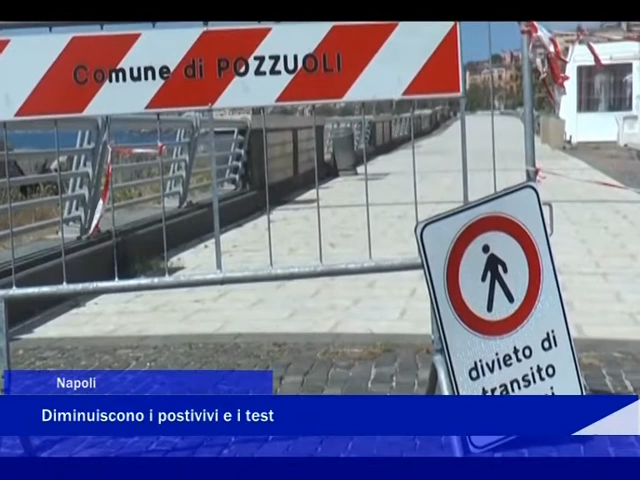 Comune di POZZUOLI
divieto di
transito
Napoli
Diminuiscono i postivivi e i test